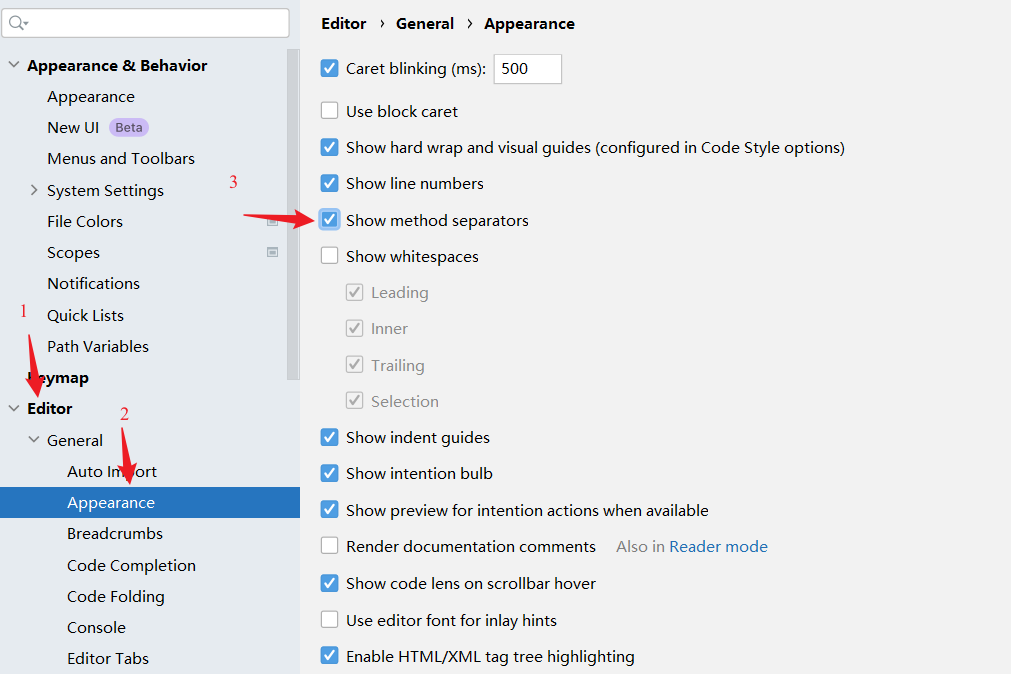 Appearance & Behavior
Appearance
New UI Beta
Menus and Toolbars
System Settings
File Colors
Scopes
Notifications
Quick Lists
Path Variables
Keymap
Editor
General
Auto Import
Appearance
Breadcrumbs
Code Completion
Code Folding
Console
Editor Tabs
1
2
3
Editor › General › Appearance
Caret blinking (ms): 500
Use block caret
Show hard wrap and visual guides (configured in Code Style options)
Show line numbers
Show method separators
Show whitespaces
Leading
Inner
Trailing
Selection
Show indent guides
Show intention bulb
Show preview for intention actions when available
Render documentation comments Also in Reader mode
Show code lens on scrollbar hover
Use editor font for inlay hints
Enable HTML/XML tag tree highlighting